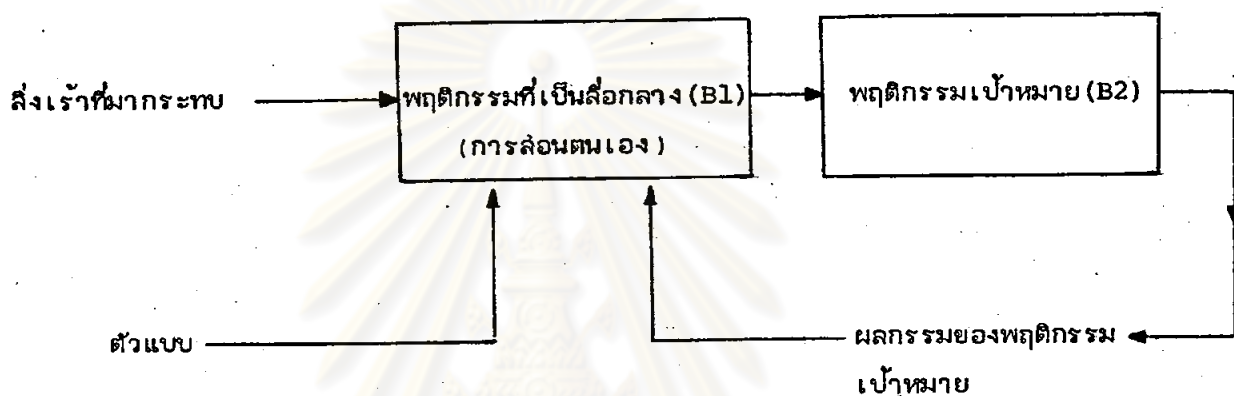 สิ่งเร้าที่มากระทบ
พฤติกรรมที่เป็นสื่อกลาง(B1)
(การสอนตนเอง)
พฤติกรรมเป้าหมาย(B2)
ตัวแบบ
ผลกรรมของพฤติกรรม
เป้าหมาย